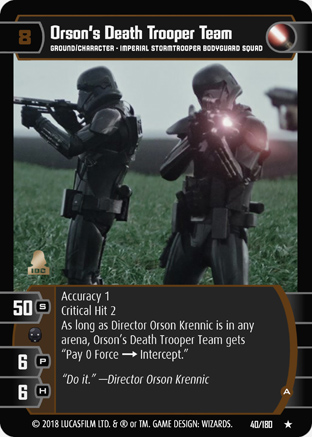 8
Orson's Death Trooper Team
GROUND/CHARACTER • IMPERIAL STORMTROOPER BODYGUARD SQUAD
IDC
50 S
Accuracy 1
Critical Hit 2
As long as Director Orson Krennic is in any
arena, Orson's Death Trooper Team gets
"Pay 0 Force → Intercept."
6 P
"Do it." —Director Orson Krennic
6 H
A
© 2018 LUCASFILM LTD. & ® or TM. GAME DESIGN: WIZARDS. 40/180 ★